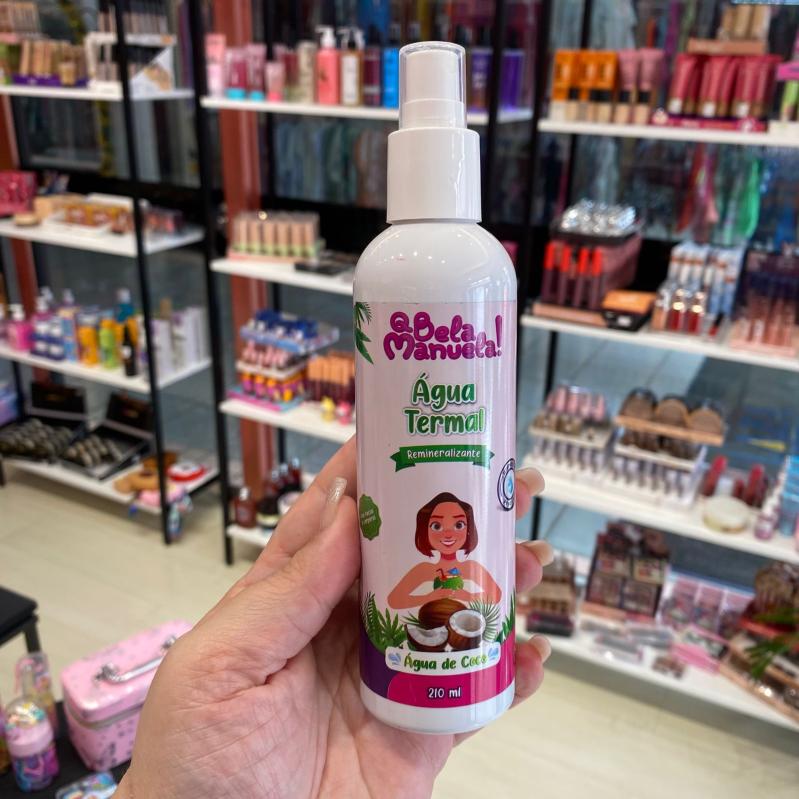 @Bela
Manuela!
Água
Termal
Remineralizante
Água de Coco
210 ml